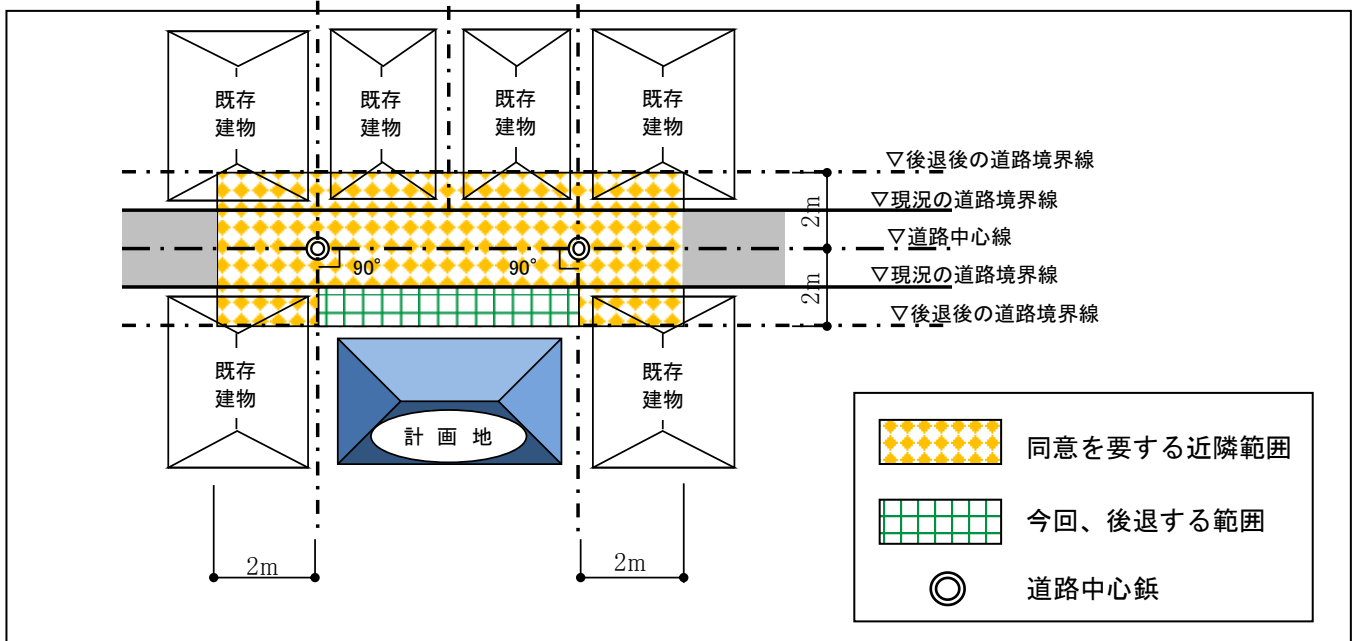 既存
建物
既存
建物
既存
建物
既存
建物
▽後退後の道路境界線
▽現況の道路境界線
2m
▽道路中心線
90°
90°
▽現況の道路境界線
2m
▽後退後の道路境界線
既存
建物
既存
建物
計画地
2m
2m
同意を要する近隣範囲
今回、後退する範囲
道路中心鋲